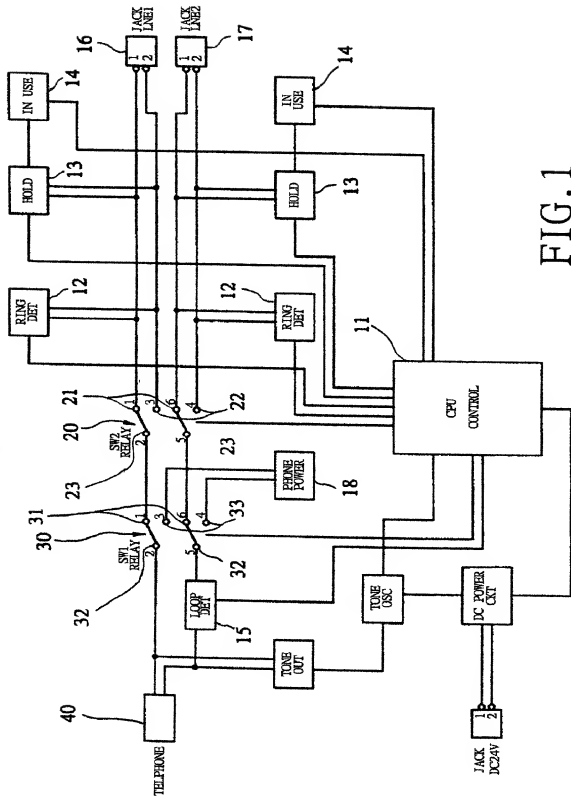 JACK
LNE1
16
1
2
JACK
LNE2
17
1
2
IN USE
14
IN USE
14
HOLD
13
HOLD
13
RING
DET
12
RING
DET
12
11
CPU
CONTROL
21
20
SW2
RELAY
1
2
3
6
5
4
22
23
23
31
30
SW1
RELAY
1
2
3
6
5
4
33
32
32
PHONE
POWER
18
LOOP
DET
15
TONE
OSC
DC POWER
CKT
TONE
OUT
40
TELPHONE
JACK
DC24V
1
2
FIG.1